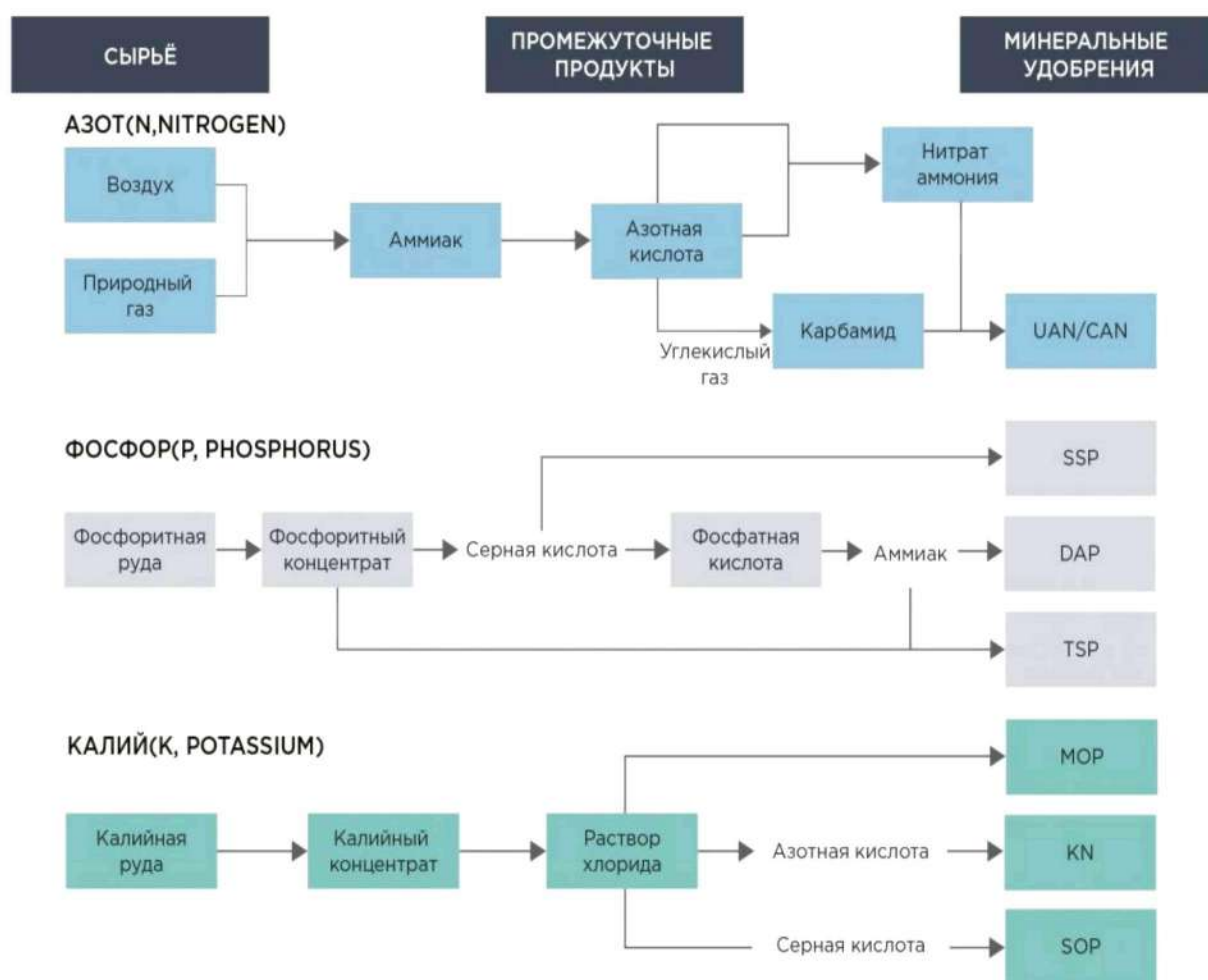 СЫРЬЁ
ПРОМЕЖУТОЧНЫЕ
ПРОДУКТЫ
МИНЕРАЛЬНЫЕ
УДОБРЕНИЯ
АЗОТ(N,NITROGEN)
Воздух
Природный
газ
Аммиак
Азотная
кислота
Нитрат
аммония
Углекислый
газ
Карбамид
UAN/CAN
ФОСФОР(P, PHOSPHORUS)
Фосфоритная
руда
Фосфоритный
концентрат
Серная кислота
Фосфатная
кислота
Аммиак
SSP
DAP
TSP
КАЛИЙ(K, POTASSIUM)
Калийная
руда
Калийный
концентрат
Раствор
хлорида
Азотная кислота
Серная кислота
MOP
KN
SOP